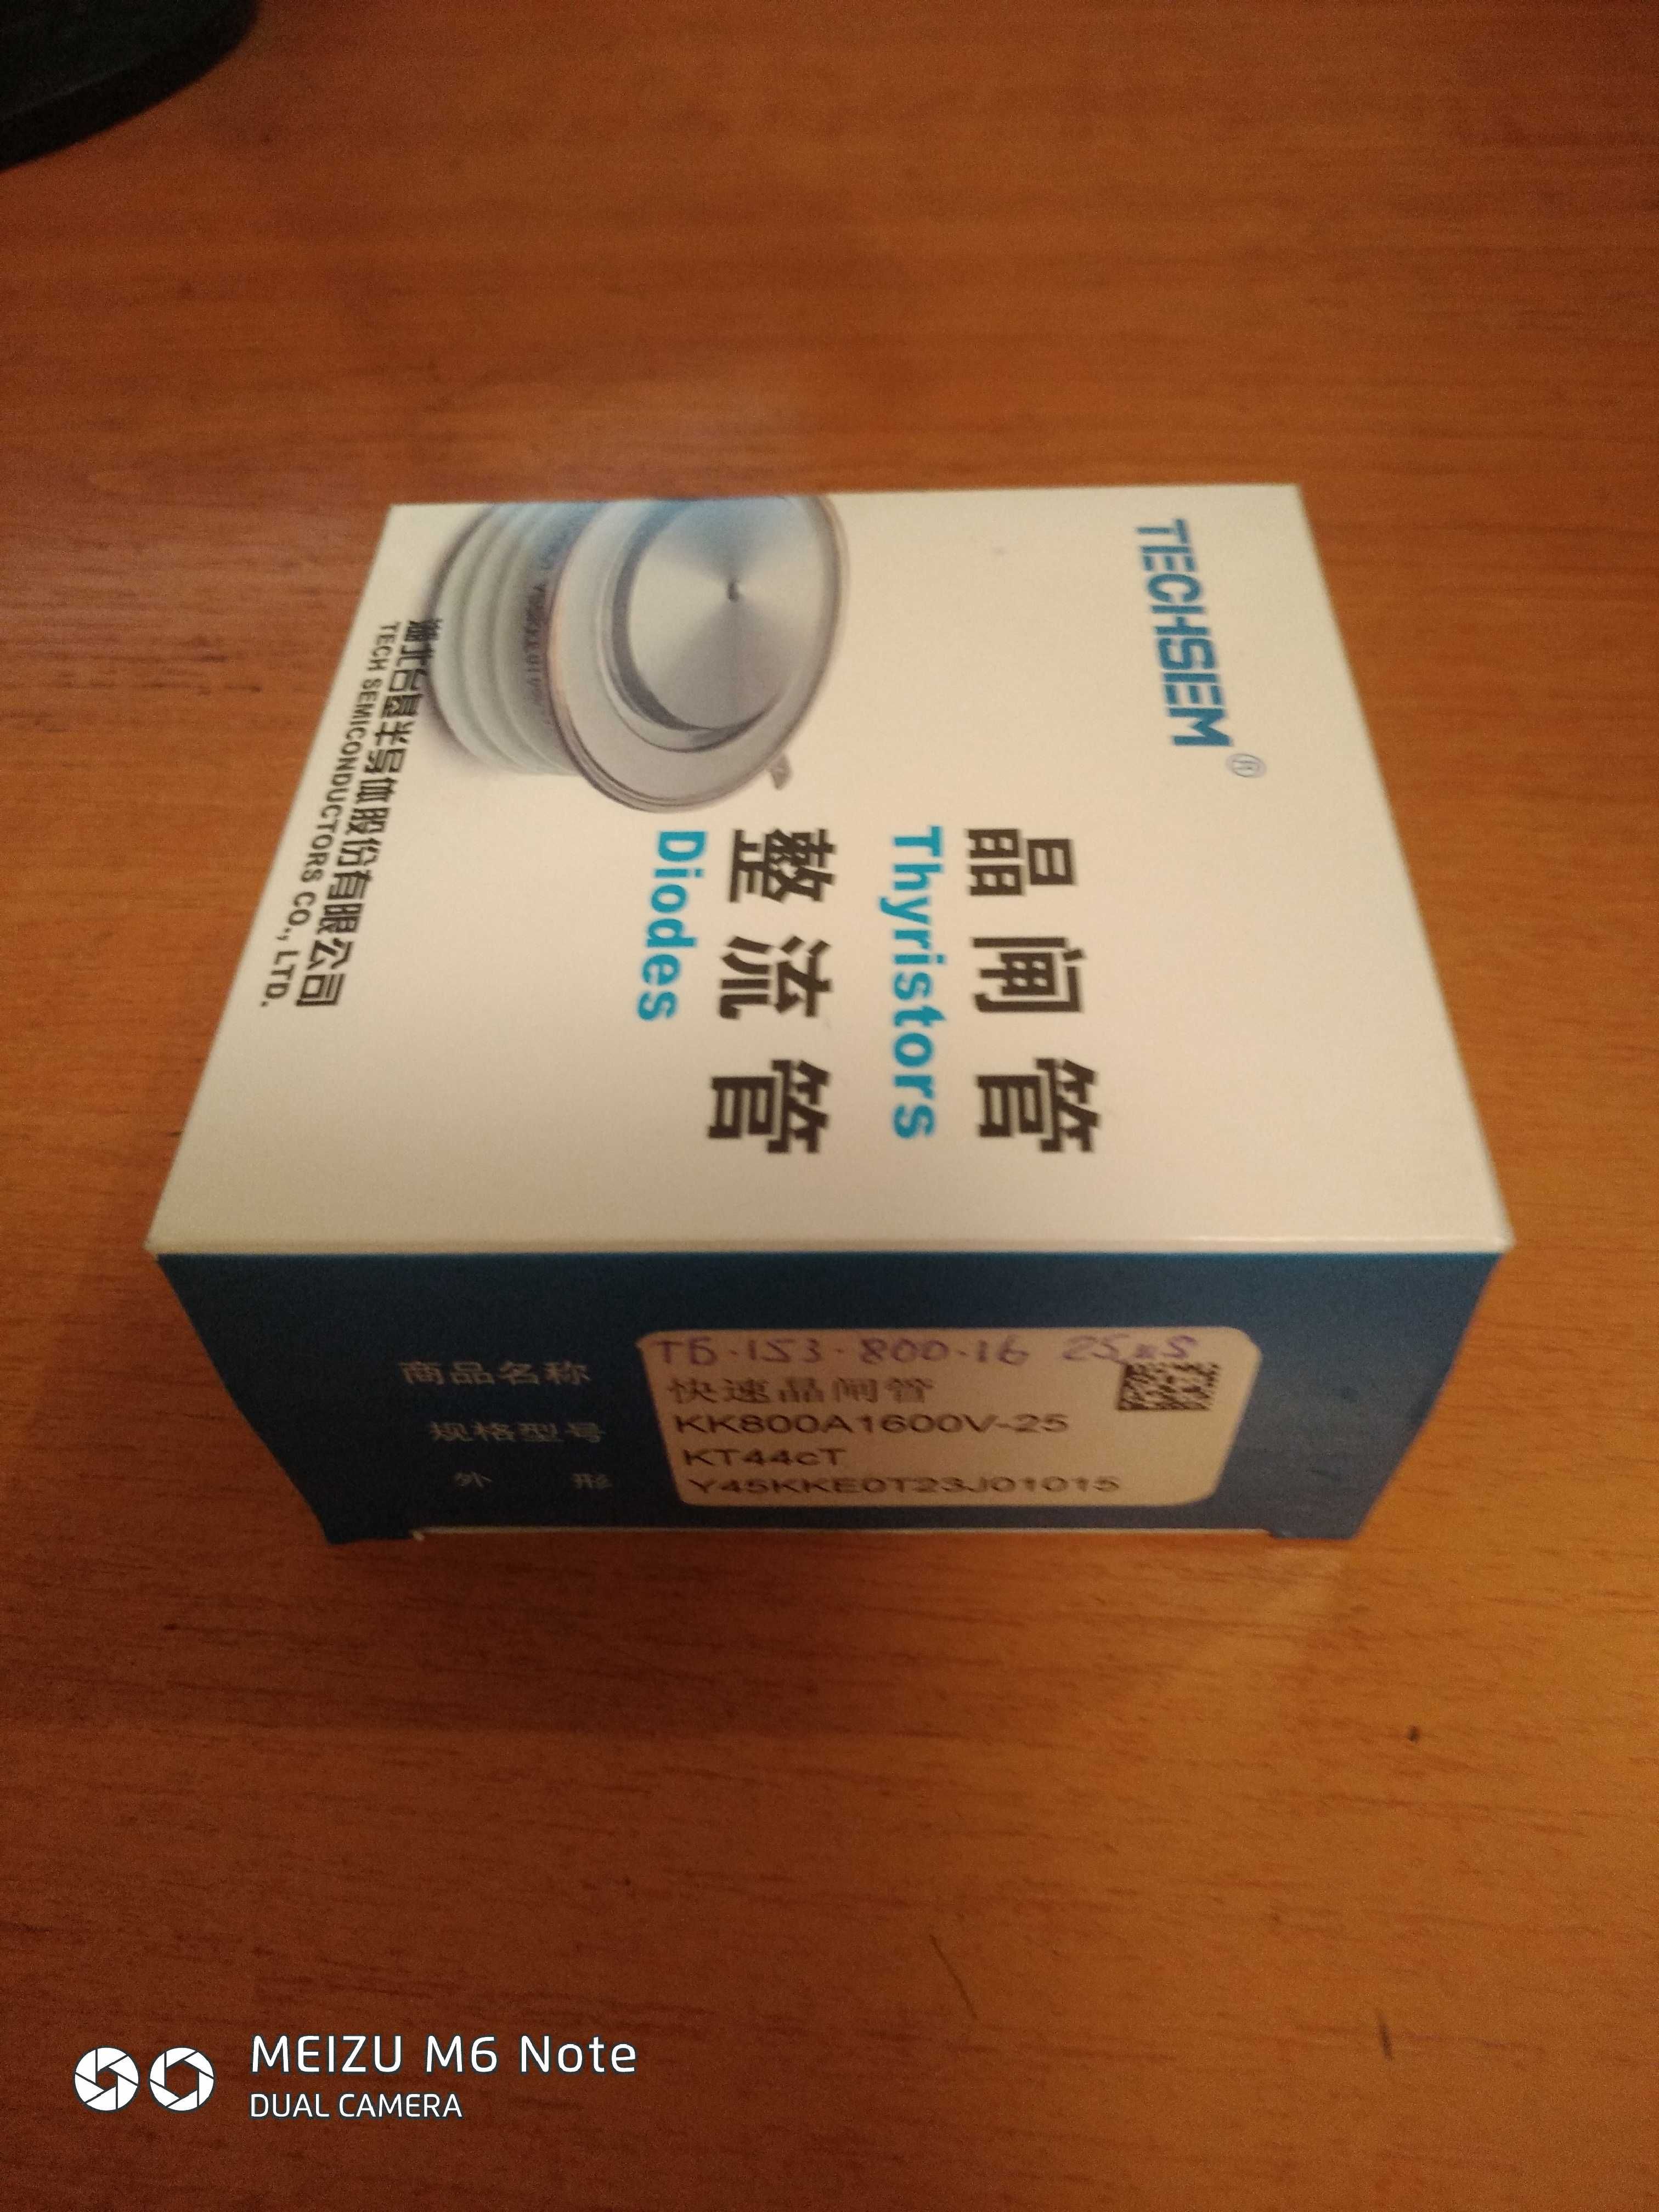 TECHSEM®
晶闸管
Thyristors
整流管
Diodes
湖北台基半导体股份有限公司
TECH SEMICONDUCTORS CO., LTD.
商品名称
规格型号
外 形
ТБ-153-800-16 25µs
快速晶闸管
KK800A1600V-25
KT44cT
Y45KKE0T23J01015
MEIZU M6 Note
DUAL CAMERA